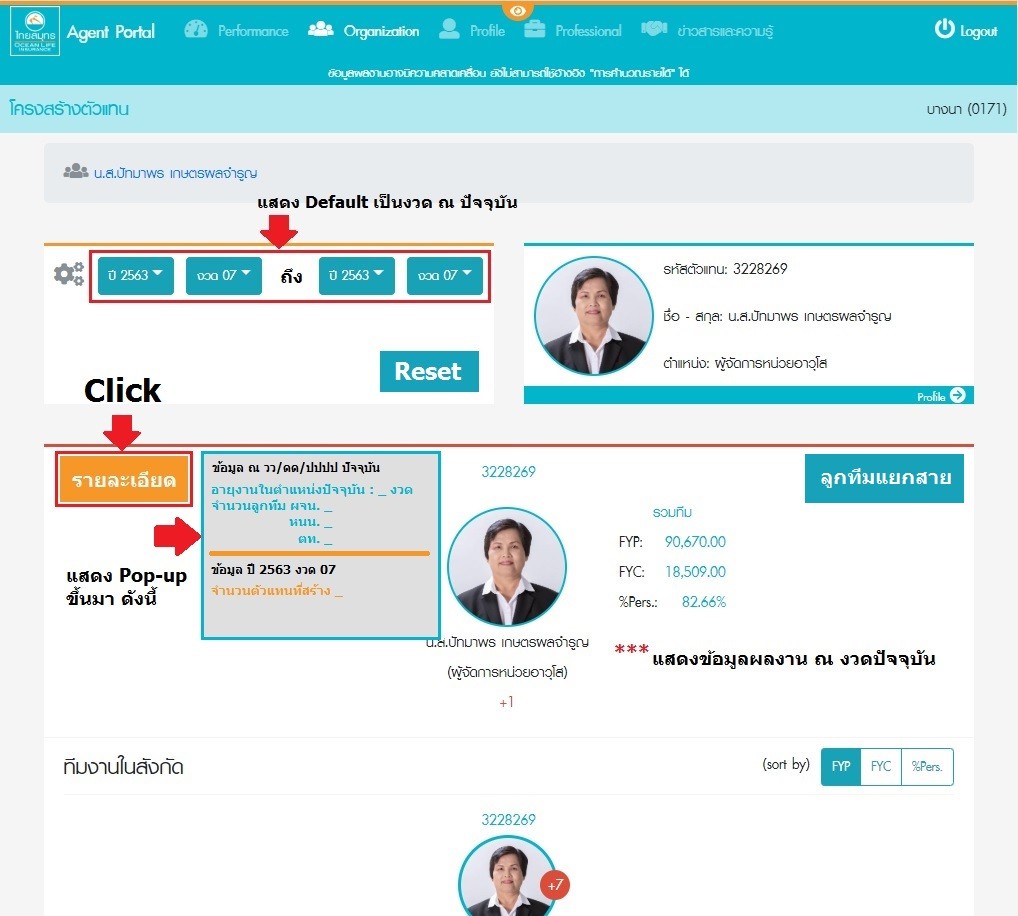 ไทยสมุทร
OCEAN LIFE
INSURANCE
Agent Portal
Performance
Organization
Profile
Professional
ข่าวสารและความรู้
Logout
ข้อมูลผลงานอาจมีความคลาดเคลื่อน ยังไม่สามารถใช้อ้างอิง "การคำนวณรายได้" ได้
โครงสร้างตัวแทน
บางนา (0171)
น.ส.ปัทมาพร เกษตรผลจำรูญ
แสดง Default เป็นงวด ณ ปัจจุบัน
ปี 2563
งวด 07
ถึง
ปี 2563
งวด 07
Reset
รหัสตัวแทน: 3228269
ชื่อ - สกุล: น.ส.ปัทมาพร เกษตรผลจำรูญ
ตำแหน่ง: ผู้จัดการหน่วยอาวุโส
Profile
Click
รายละเอียด
แสดง Pop-up
ขึ้นมา ดังนี้
ข้อมูล ณ วว/ดด/ปปปป ปัจจุบัน
อายุงานในตำแหน่งปัจจุบัน : _ งวด
จำนวนลูกทีม ผจน. _
หนน. _
ตท. _
ข้อมูล ปี 2563 งวด 07
จำนวนตัวแทนที่สร้าง _
3228269
น.ส.ปัทมาพร เกษตรผลจำรูญ
(ผู้จัดการหน่วยอาวุโส)
+1
ลูกทีมแยกสาย
รวมทีม
FYP: 90,670.00
FYC: 18,509.00
%Pers.: 82.66%
***แสดงข้อมูลผลงาน ณ งวดปัจจุบัน
ทีมงานในสังกัด
(sort by)
FYP
FYC
%Pers.
3228269
+7